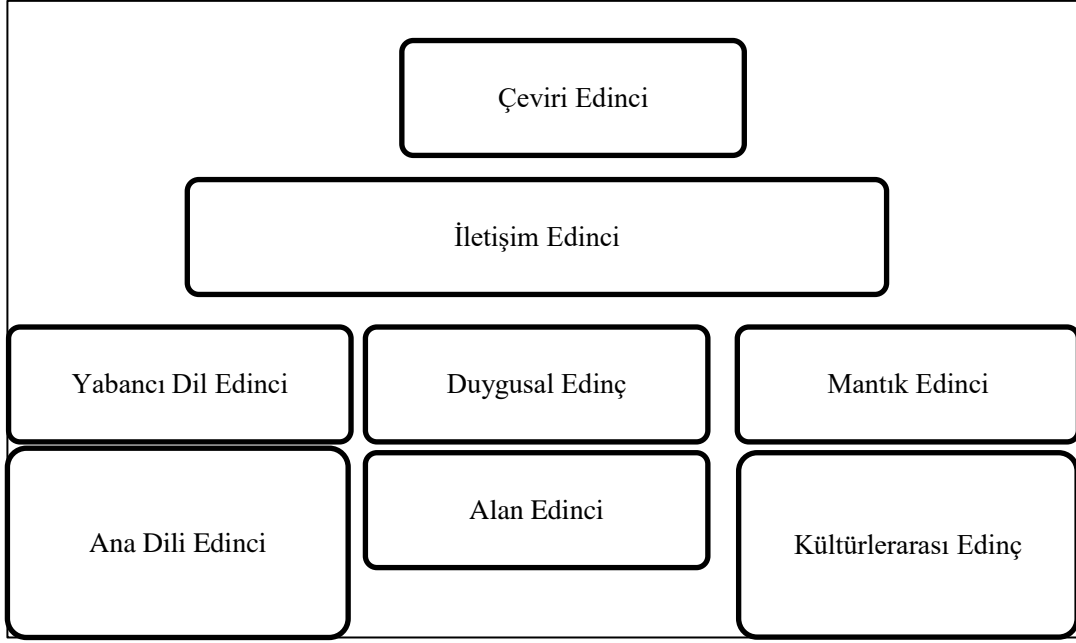 Çeviri Edinci
İletişim Edinci
Yabancı Dil Edinci
Duygusal Edinç
Mantık Edinci
Ana Dili Edinci
Alan Edinci
Kültürlerarası Edinç